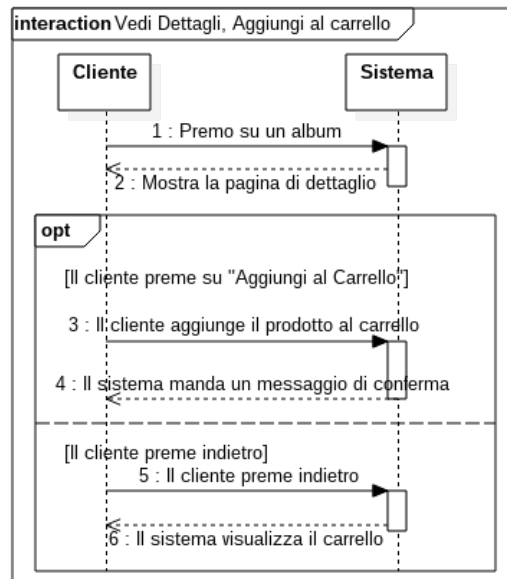 interaction Vedi Dettagli, Aggiungi al carrello
Cliente
Sistema
1 : Premo su un album
2 : Mostra la pagina di dettaglio
opt
[Il cliente preme su "Aggiungi al Carrello"]
3 : Il cliente aggiunge il prodotto al carrello
4 : Il sistema manda un messaggio di conferma
[Il cliente preme indietro]
5 : Il cliente preme indietro
6 : Il sistema visualizza il carrello